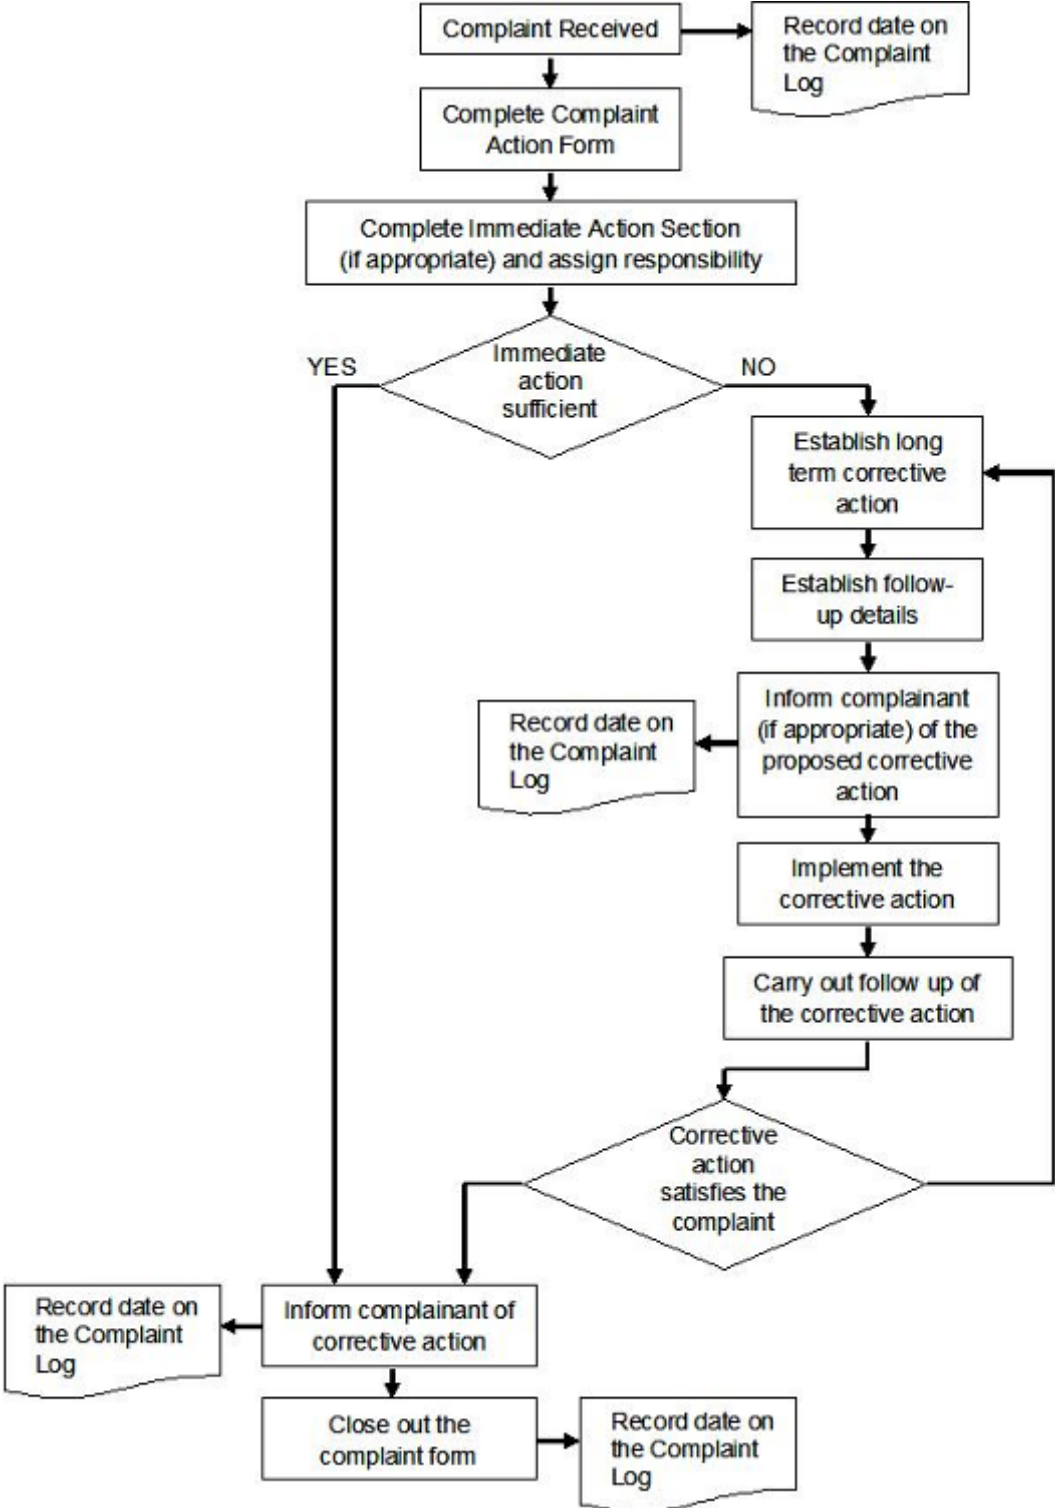 Complaint Received
Record date on
the Complaint
Log
Complete Complaint
Action Form
Complete Immediate Action Section
(if appropriate) and assign responsibility
Immediate
action
sufficient
YES
NO
Establish long
term corrective
action
Establish follow-
up details
Inform complainant
(if appropriate) of the
proposed corrective
action
Record date on
the Complaint
Log
Implement the
corrective action
Carry out follow up of
the corrective action
Corrective
action
satisfies the
complaint
Inform complainant of
corrective action
Record date on
the Complaint
Log
Close out the
complaint form
Record date on
the Complaint
Log